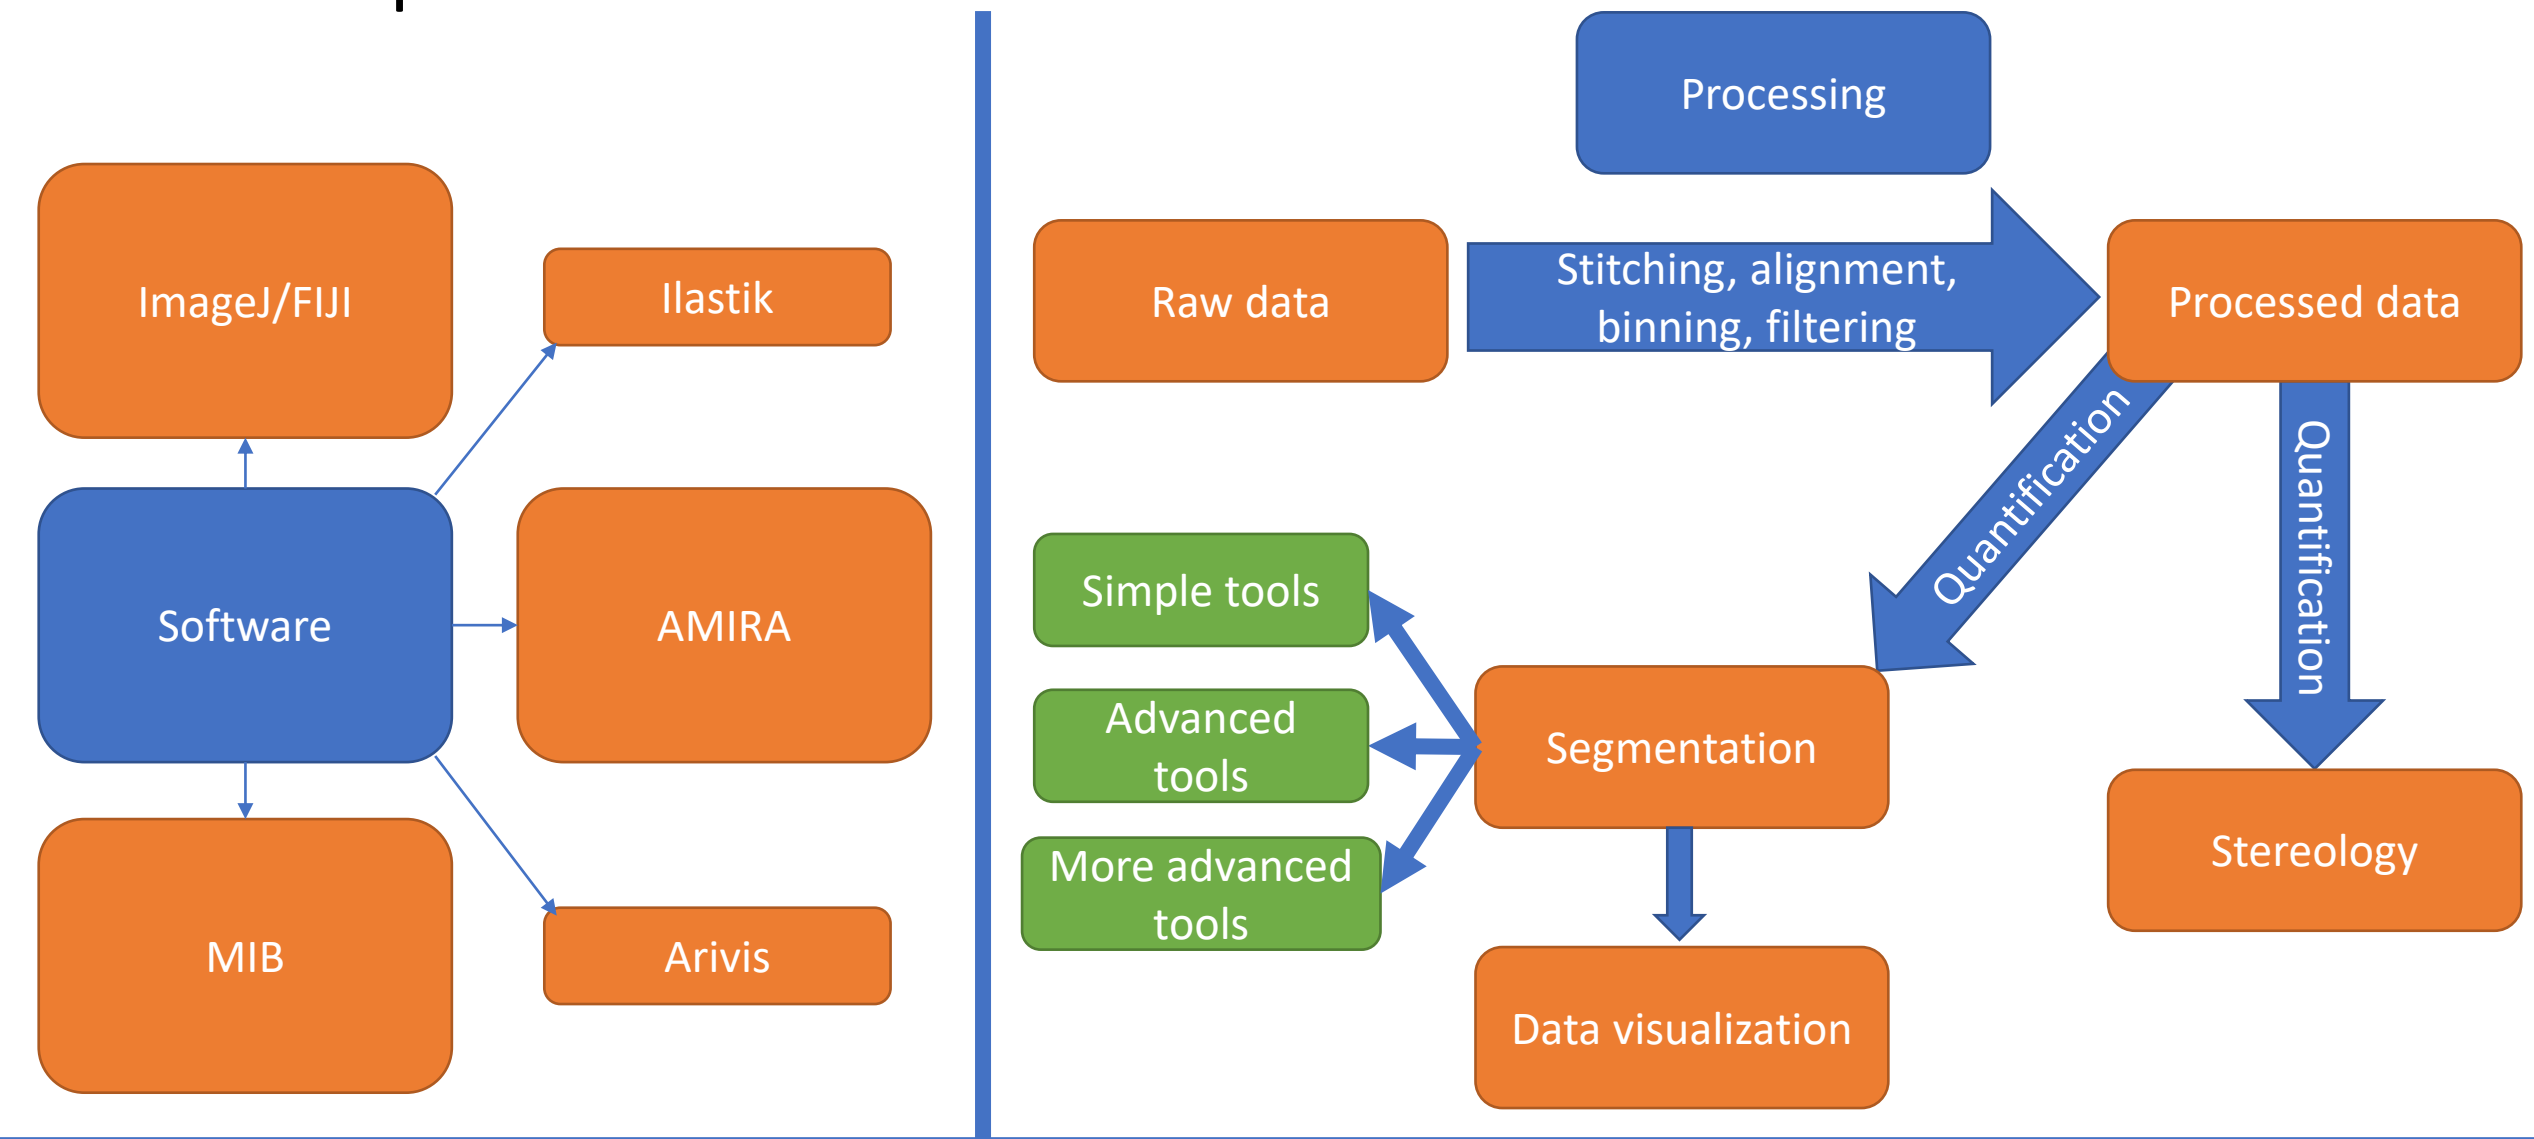 ImageJ/FIJI
Ilastik
Software
AMIRA
MIB
Arivis
Processing
Raw data
Stitching, alignment,
binning, filtering
Processed data
Quantification
Quantification
Simple tools
Advanced
tools
More advanced
tools
Segmentation
Stereology
Data visualization